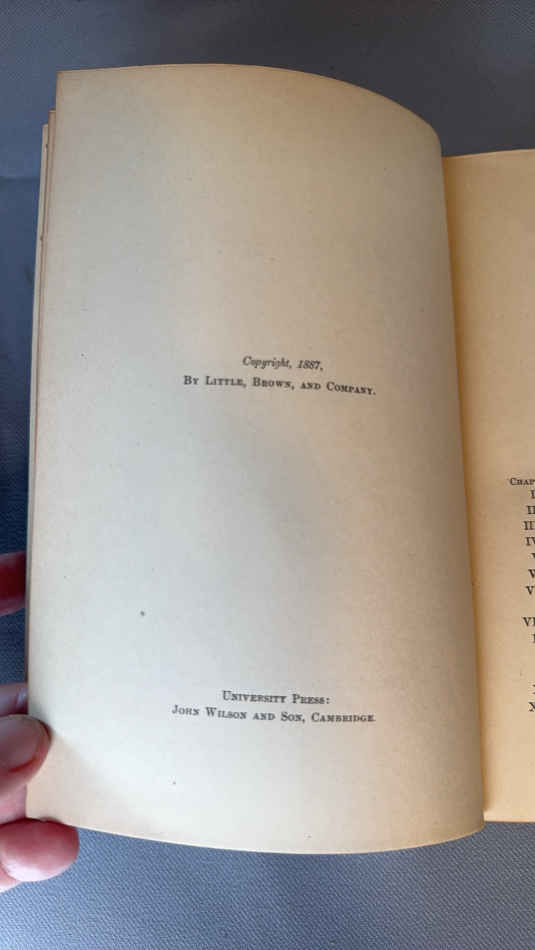 Copyright, 1887,
By Little, Brown, and Company.
University Press:
John Wilson and Son, Cambridge.